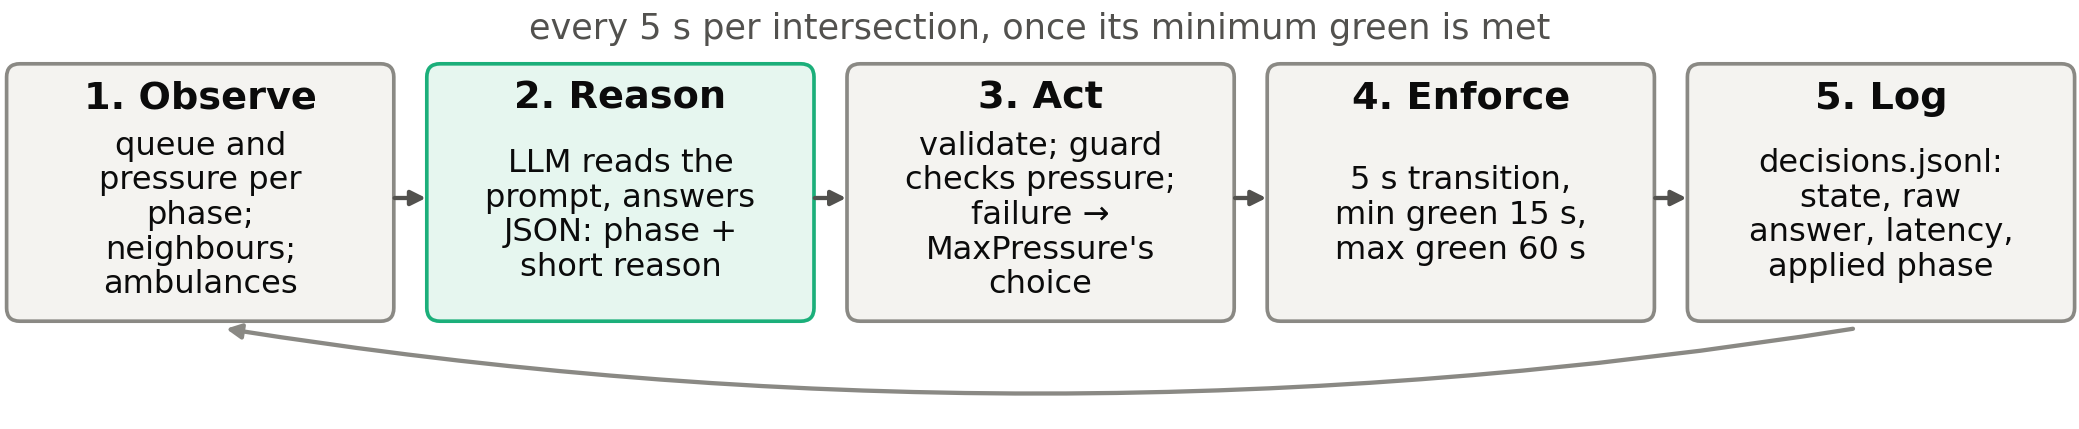 every 5 s per intersection, once its minimum green is met
1. Observe
queue and
pressure per
phase;
neighbours;
ambulances
2. Reason
LLM reads the
prompt, answers
JSON: phase +
short reason
3. Act
validate; guard
checks pressure;
failure →
MaxPressure's
choice
4. Enforce
5 s transition,
min green 15 s,
max green 60 s
5. Log
decisions.jsonl:
state, raw
answer, latency,
applied phase